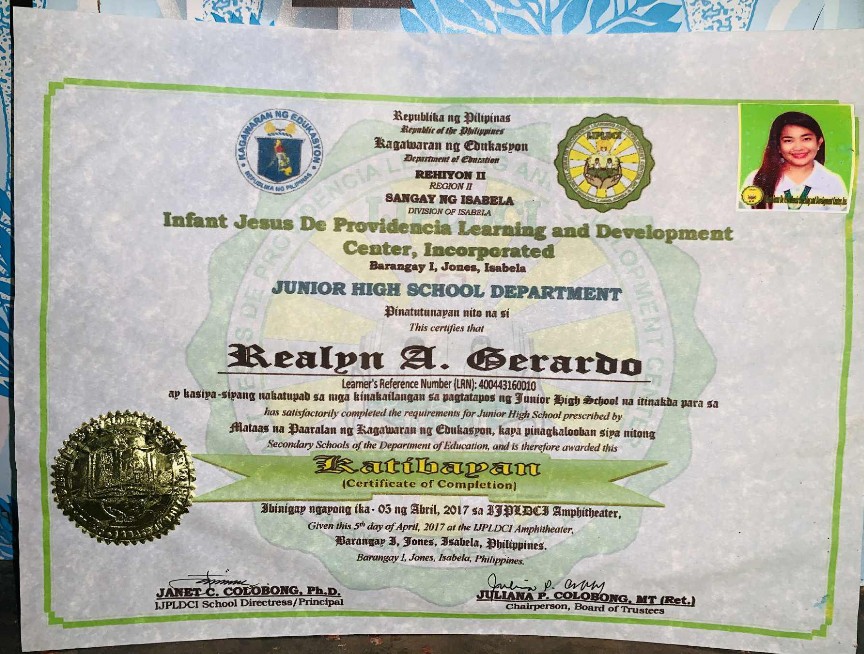 Republika ng Pilipinas
Republic of the Philippines
Kagawaran ng Edukasyon
Department of Education
REHIYON II
REGION II
SANGAY NG ISABELA
DIVISION OF ISABELA
KAGAWARAN NG EDUKASYON
REPUBLIKA NG PILIPINAS
IJPLDCI
Infant Jesus De Providencia Learning and Development
Center, Incorporated
Barangay I, Jones, Isabela
JUNIOR HIGH SCHOOL DEPARTMENT
Pinatutunayan nito na si
This certifies that
Realyn A. Gerardo
Learner's Reference Number (LRN): 400443160010
ay kasiya-siyang nakatupad sa mga kinakailangan sa pagtatapos ng Junior High School na itinakda para sa
has satisfactorily completed the requirements for Junior High School prescribed by
Mataas na Paaralan ng Kagawaran ng Edukasyon, kaya pinagkalooban siya nitong
Secondary Schools of the Department of Education, and is therefore awarded this
Katibayan
(Certificate of Completion)
Ibinigay ngayong ika - 05 ng Abril, 2017 sa IJPLDCI Amphitheater,
Given this 5th day of April, 2017 at the IJPLDCI Amphitheater,
Barangay I, Jones, Isabela, Philippines.
Barangay I, Jones, Isabela, Philippines.
JANET C. COLOBONG, Ph.D.
IJPLDCI School Directress/Principal
JULIANA P. COLOBONG, MT (Ret.)
Chairperson, Board of Trustees